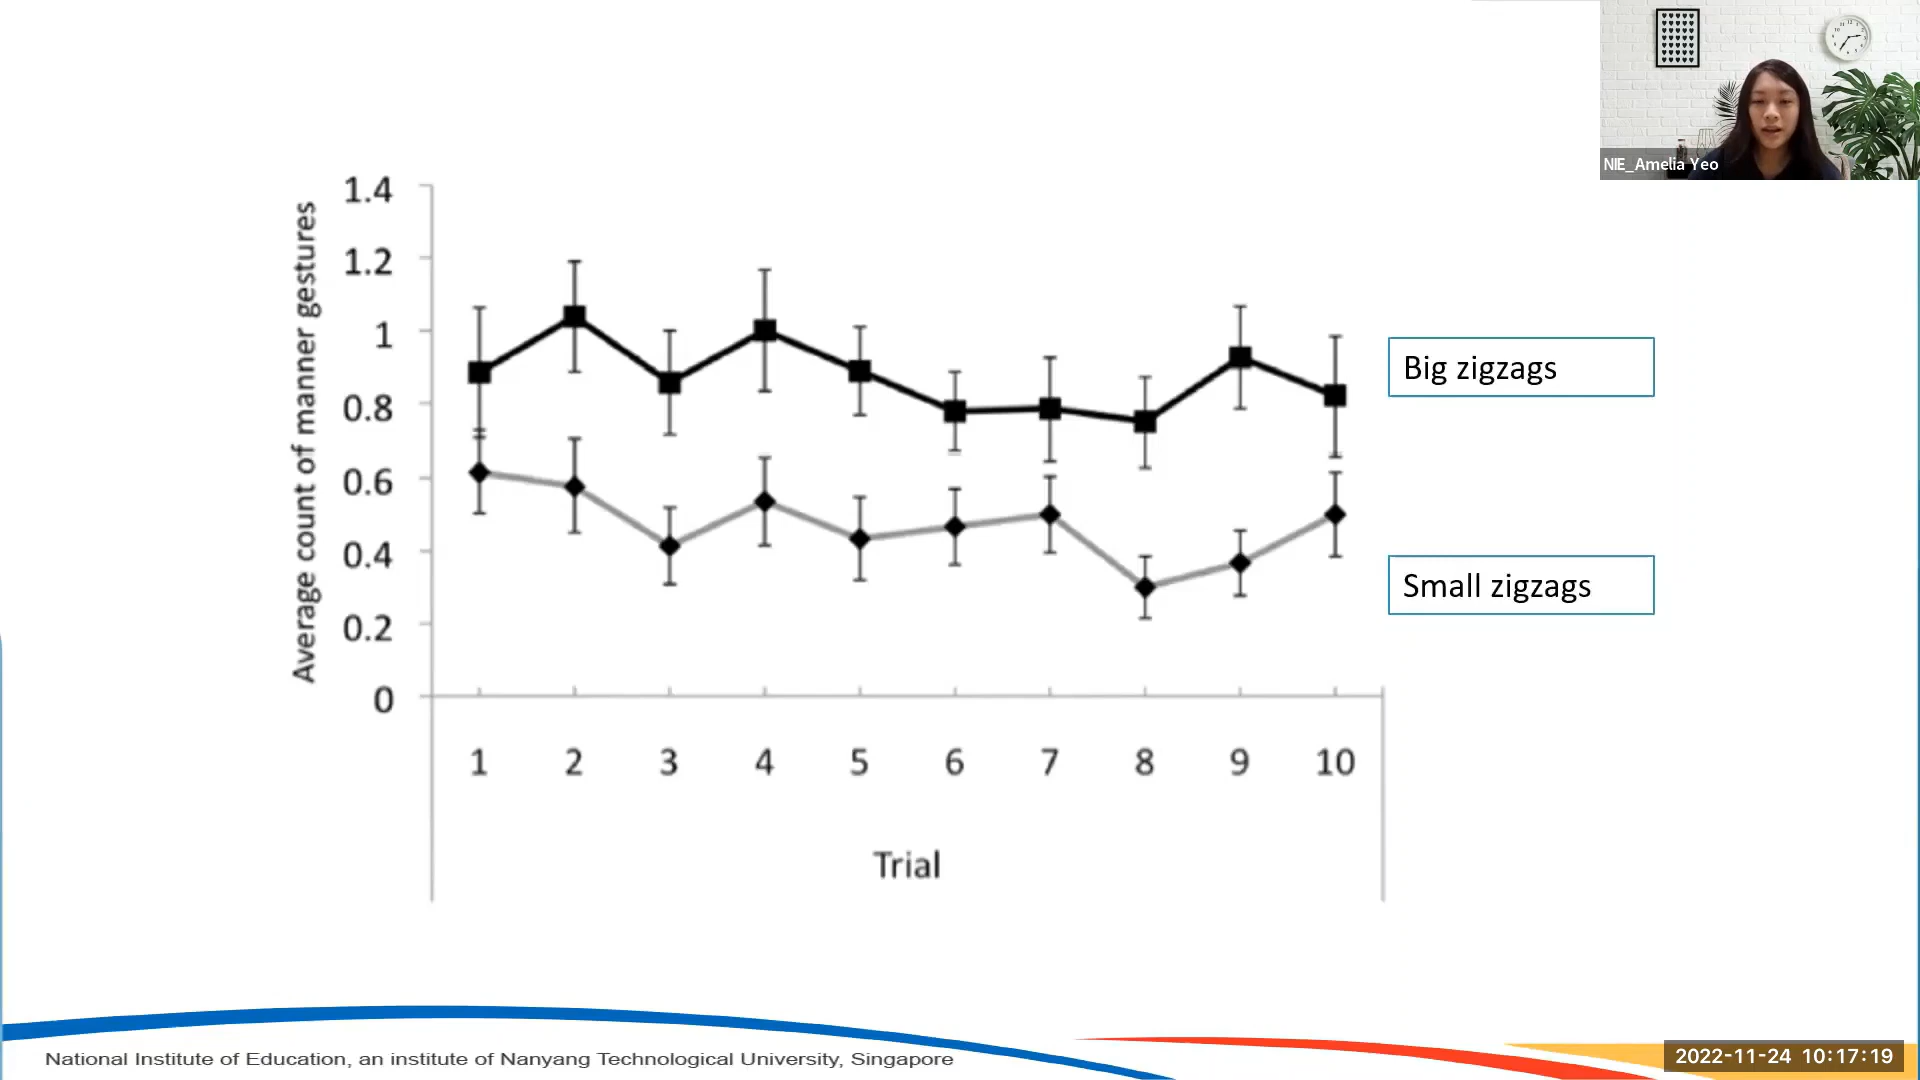 NIE_Amelia Yeo
Average count of manner gestures
1.4
1.2
1
0.8
0.6
0.4
0.2
0
Big zigzags
Small zigzags
1 2 3 4 5 6 7 8 9 10
Trial
National Institute of Education, an institute of Nanyang Technological University, Singapore
2022-11-24 10:17:19